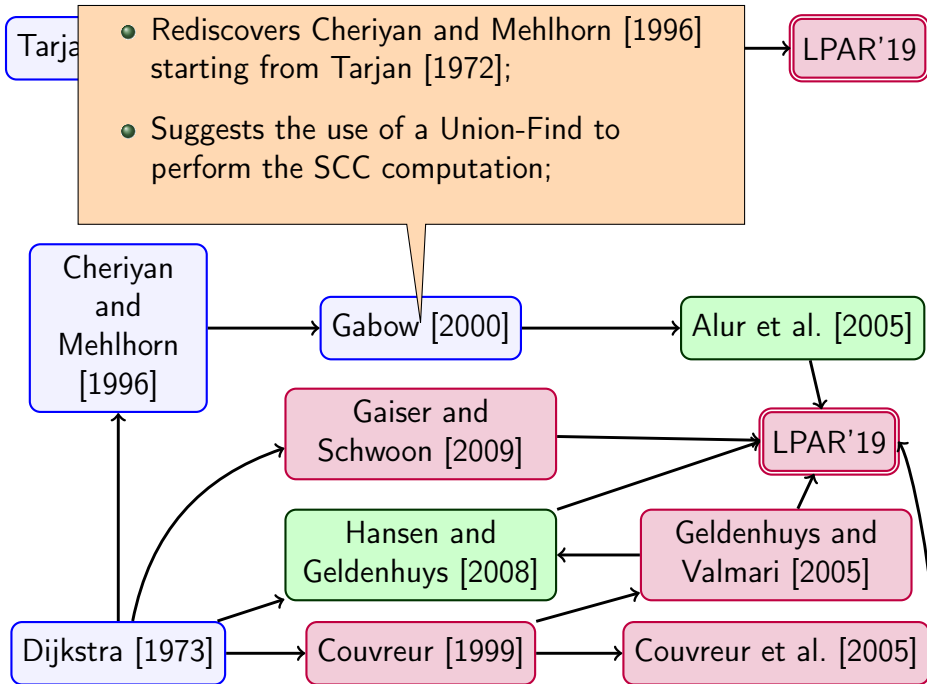 Rediscovers Cheriyan and Mehlhorn [1996]
starting from Tarjan [1972];
Suggests the use of a Union-Find to
perform the SCC computation;
LPAR'19
Cheriyan
and
Mehlhorn
[1996]
Gabow [2000]
Alur et al. [2005]
Gaiser and
Schwoon [2009]
LPAR'19
Hansen and
Geldenhuys [2008]
Geldenhuys and
Valmari [2005]
Dijkstra [1973]
Couvreur [1999]
Couvreur et al. [2005]